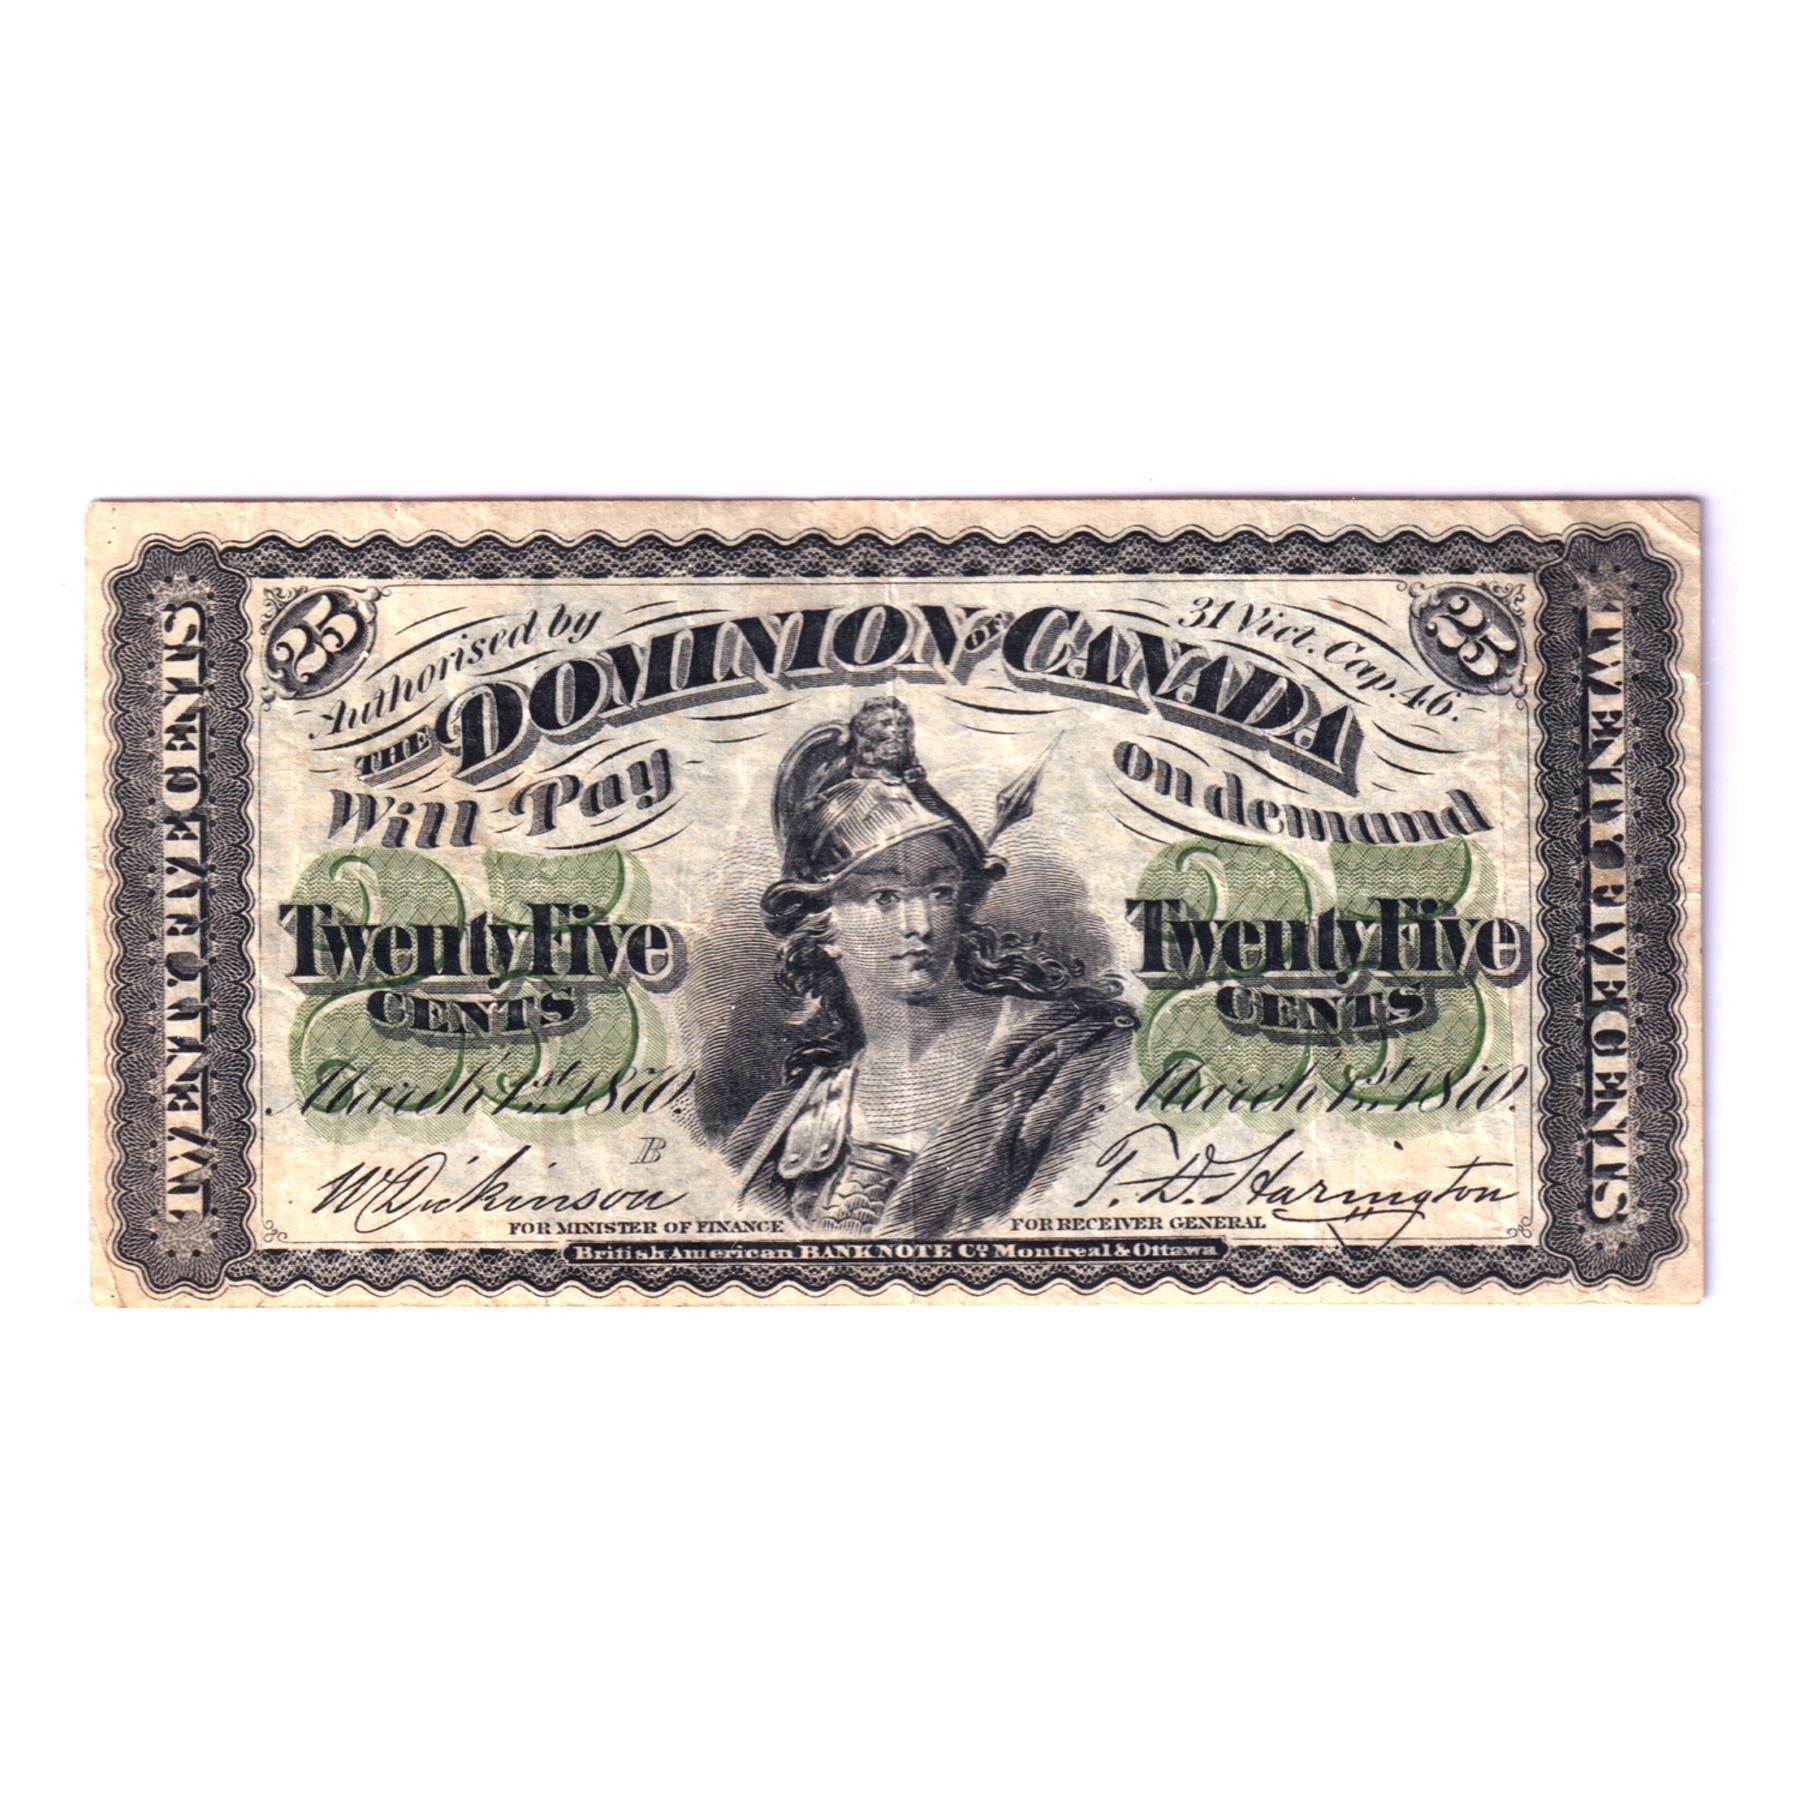 25
25
Authorised by
31 Vict. Cap. 46.
THE DOMINION OF CANADA
Will Pay
on demand
25
25
Twenty Five
CENTS
Twenty Five
CENTS
March 1st, 1870.
March 1st, 1870.
B
W Dickinson
FOR MINISTER OF FINANCE
T. D. Harington
FOR RECEIVER GENERAL
British American BANK NOTE Co. Montreal & Ottawa
TWENTY FIVE CENTS
TWENTY FIVE CENTS